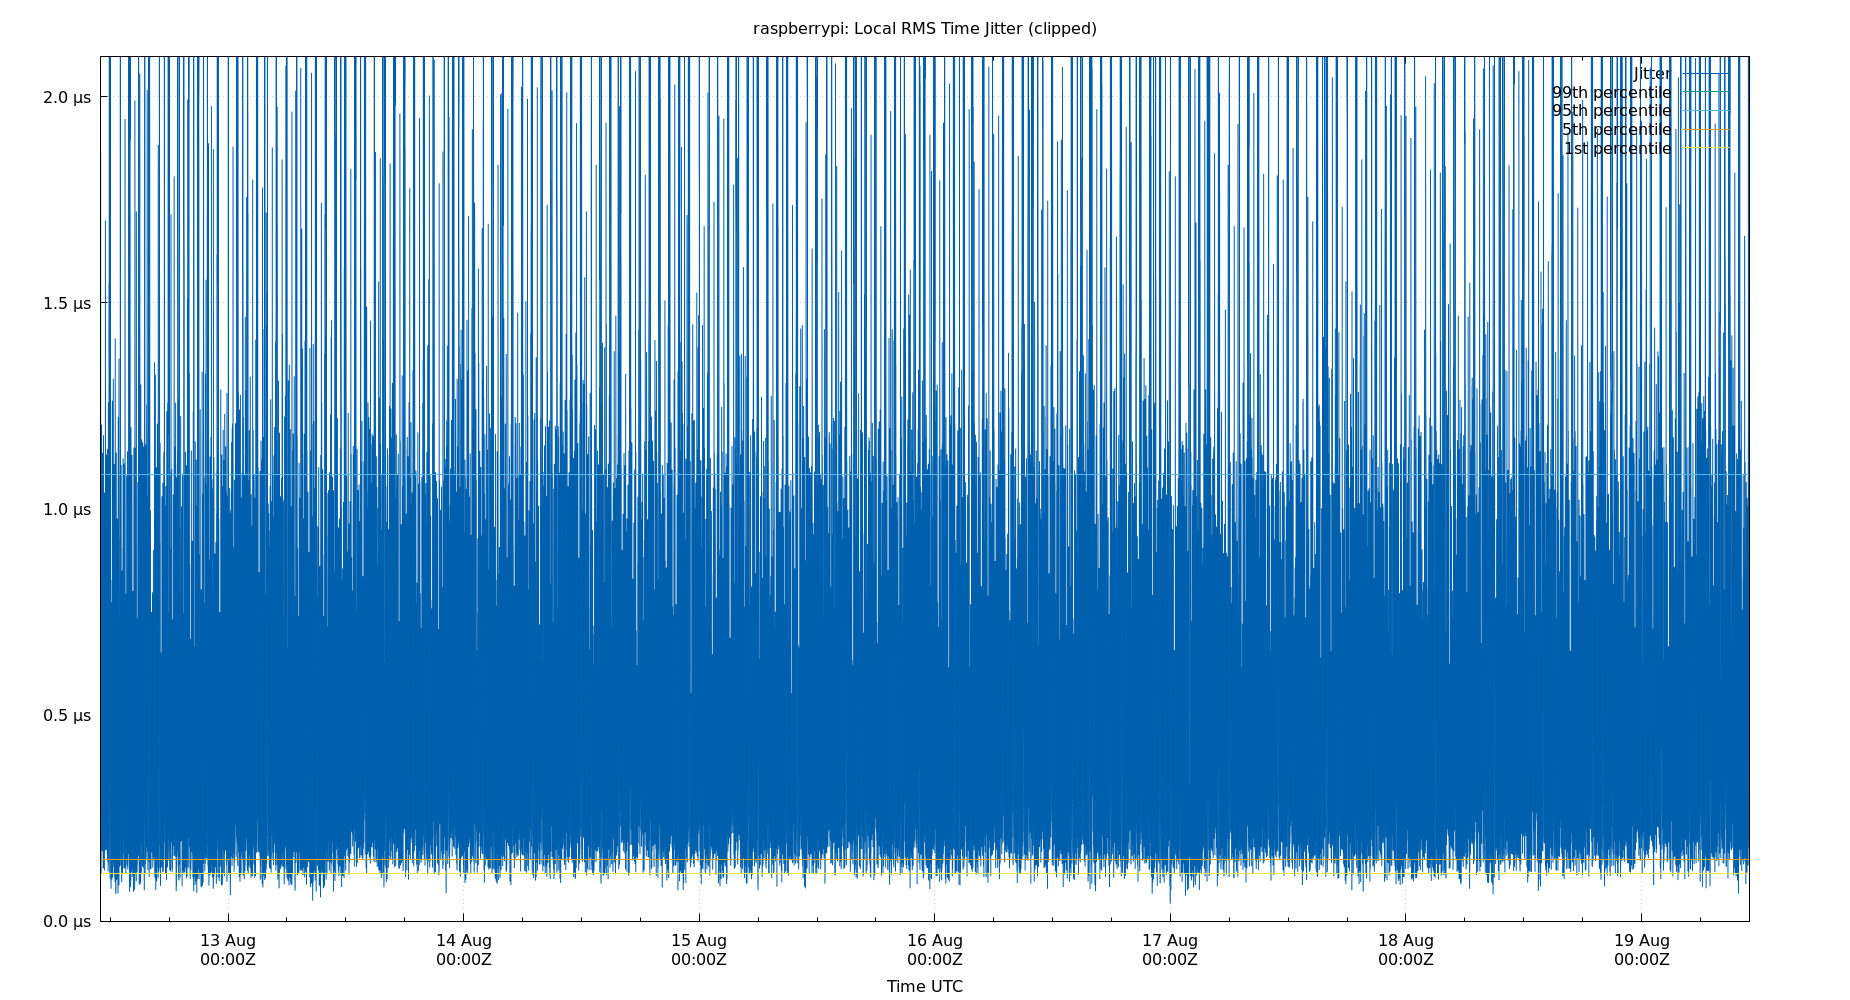 raspberrypi: Local RMS Time Jitter (clipped)
Jitter
99th percentile
95th percentile
5th percentile
1st percentile
2.0 µs
1.5 µs
1.0 µs
0.5 µs
0.0 µs
13 Aug 14 Aug 15 Aug 16 Aug 17 Aug 18 Aug 19 Aug
00:00Z 00:00Z 00:00Z 00:00Z 00:00Z 00:00Z 00:00Z
Time UTC